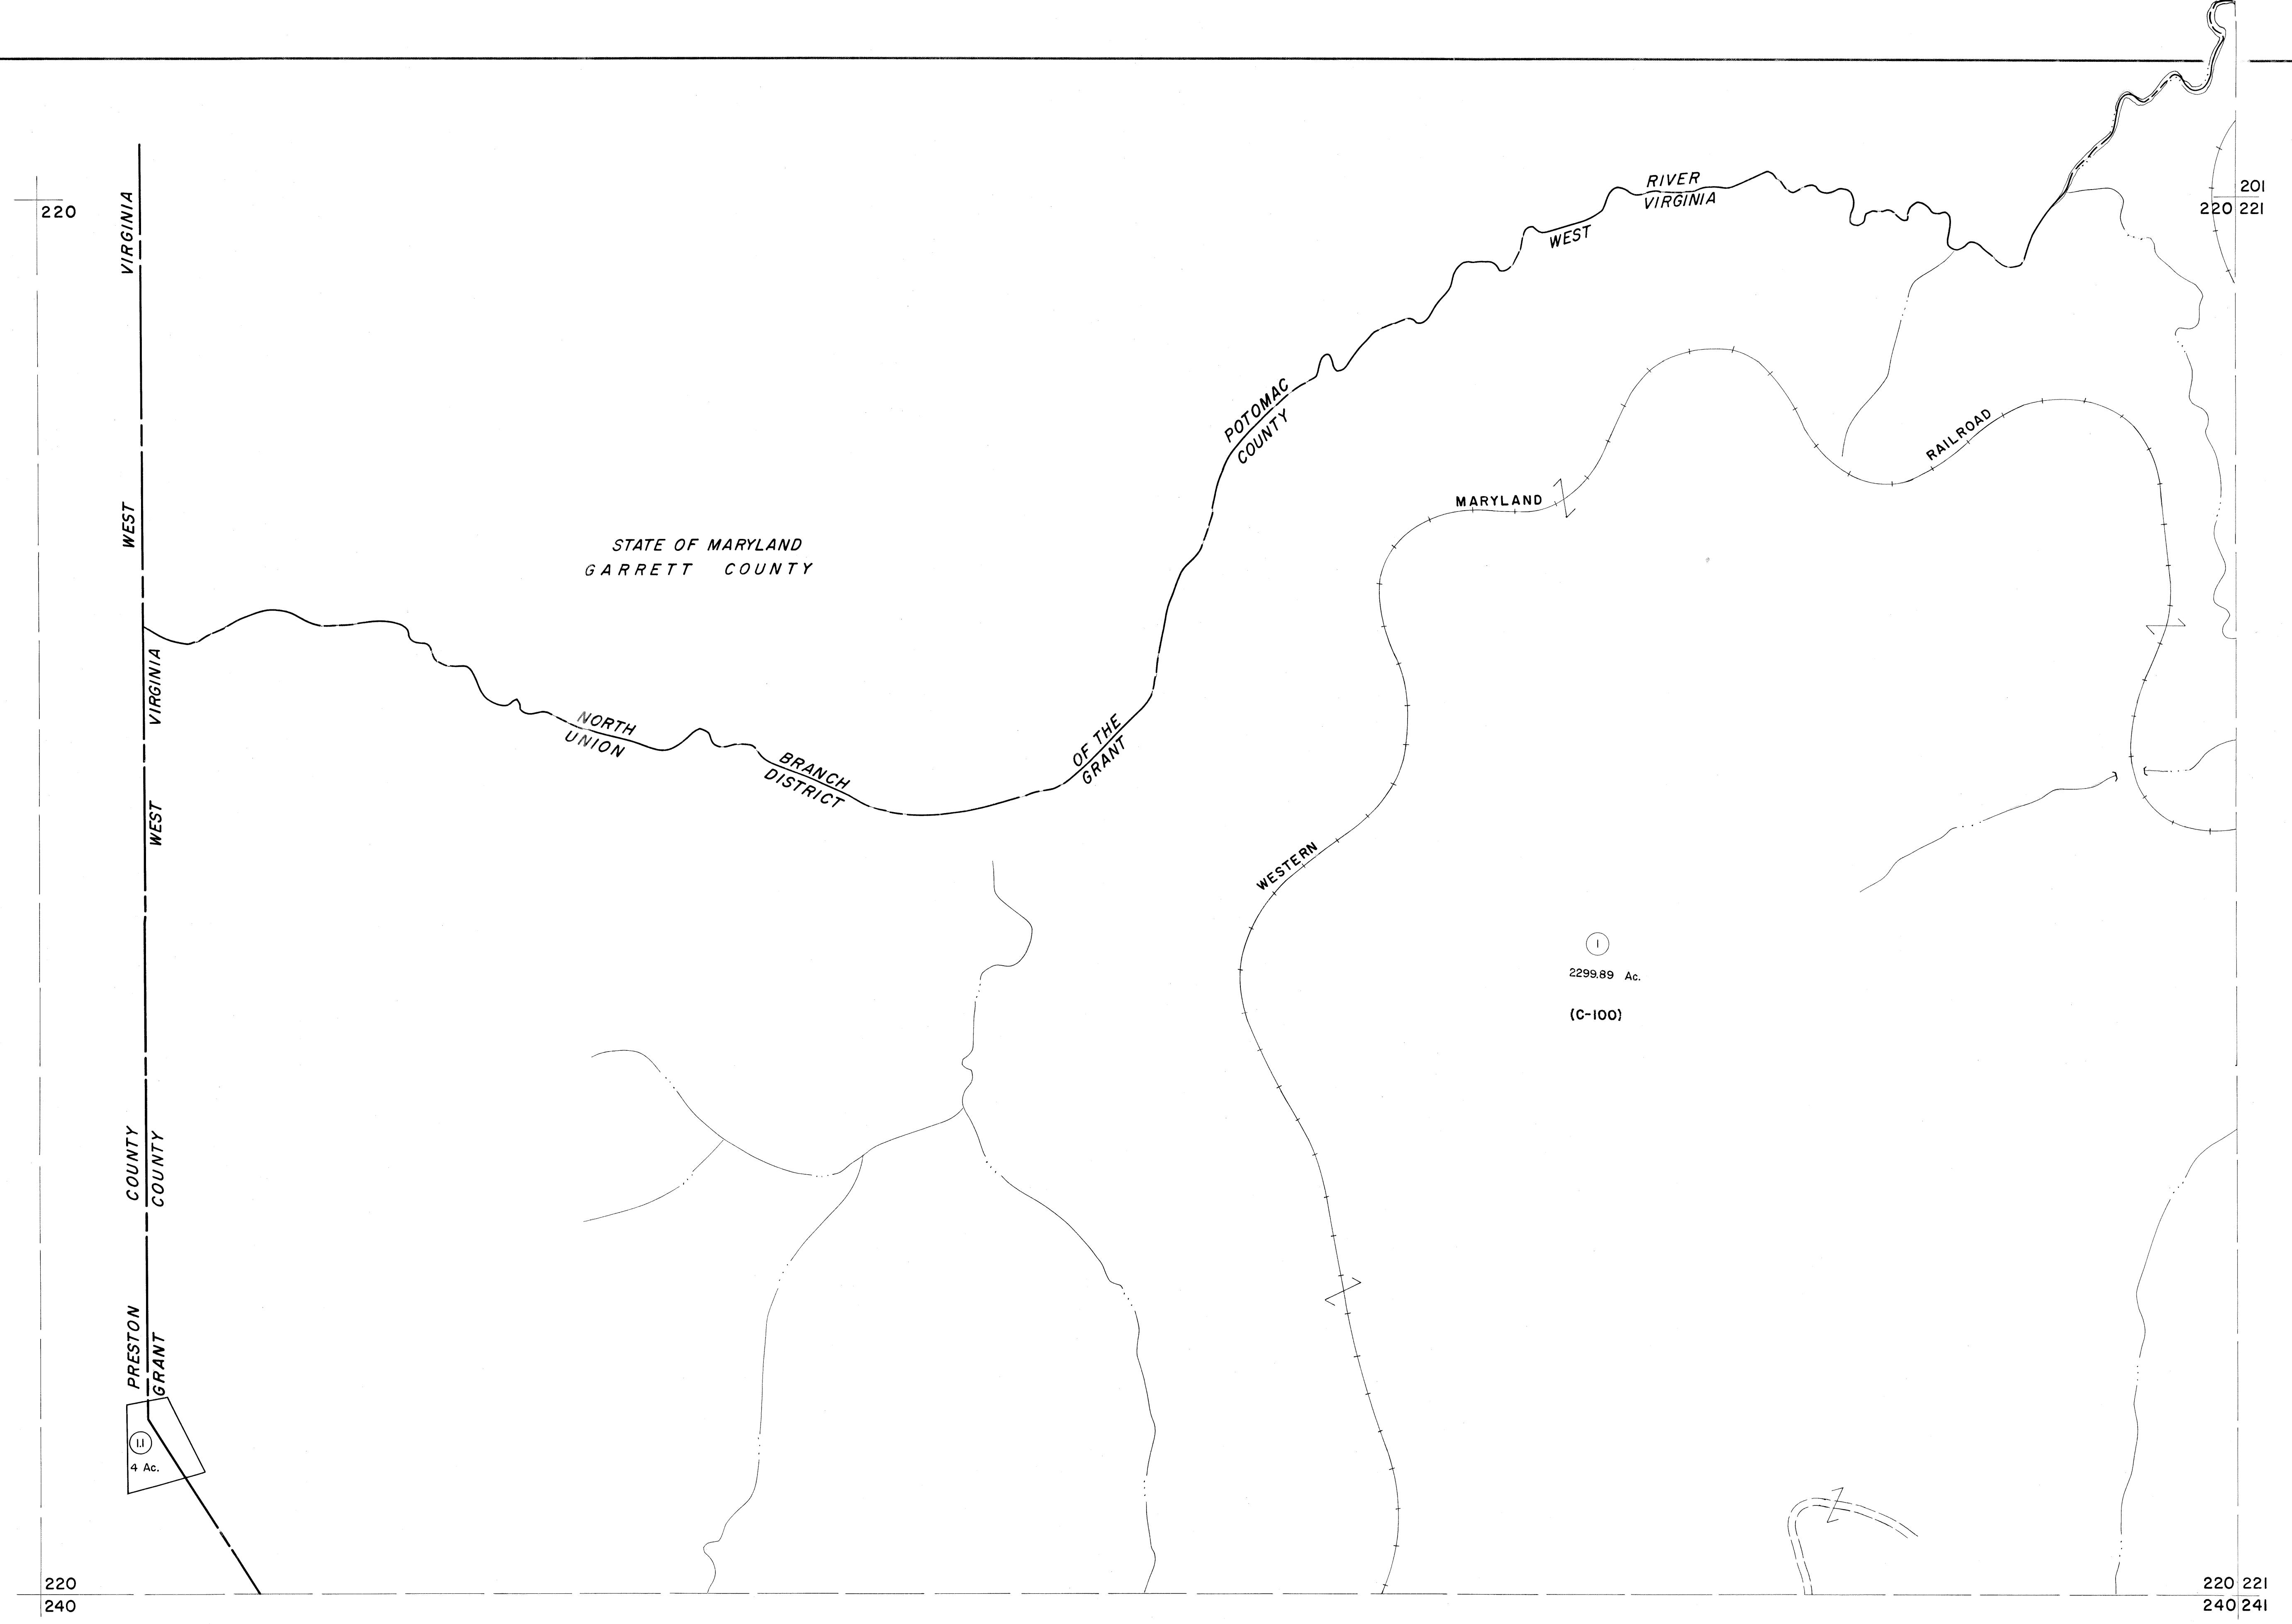 220
201
220 221
VIRGINIA
WEST
VIRGINIA
WEST
COUNTY
COUNTY
PRESTON
GRANT
STATE OF MARYLAND
GARRETT COUNTY
NORTH BRANCH OF THE POTOMAC RIVER
UNION DISTRICT GRANT COUNTY WEST VIRGINIA
WESTERN MARYLAND RAILROAD
1
2299.89 Ac.
(C-100)
1.1
4 Ac.
220
240
220 221
240 241